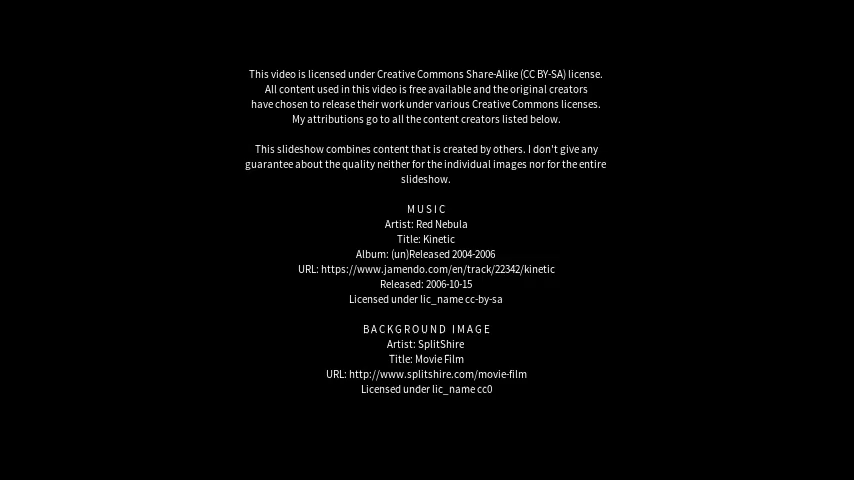 This video is licensed under Creative Commons Share-Alike (CC BY-SA) license.
All content used in this video is free available and the original creators
have chosen to release their work under various Creative Commons licenses.
My attributions go to all the content creators listed below.
This slideshow combines content that is created by others. I don't give any
guarantee about the quality neither for the individual images nor for the entire
slideshow.
MUSIC
Artist: Red Nebula
Title: Kinetic
Album: (un)Released 2004-2006
URL: https://www.jamendo.com/en/track/22342/kinetic
Released: 2006-10-15
Licensed under lic_name cc-by-sa
BACKGROUND IMAGE
Artist: SplitShire
Title: Movie Film
URL: http://www.splitshire.com/movie-film
Licensed under lic_name cc0